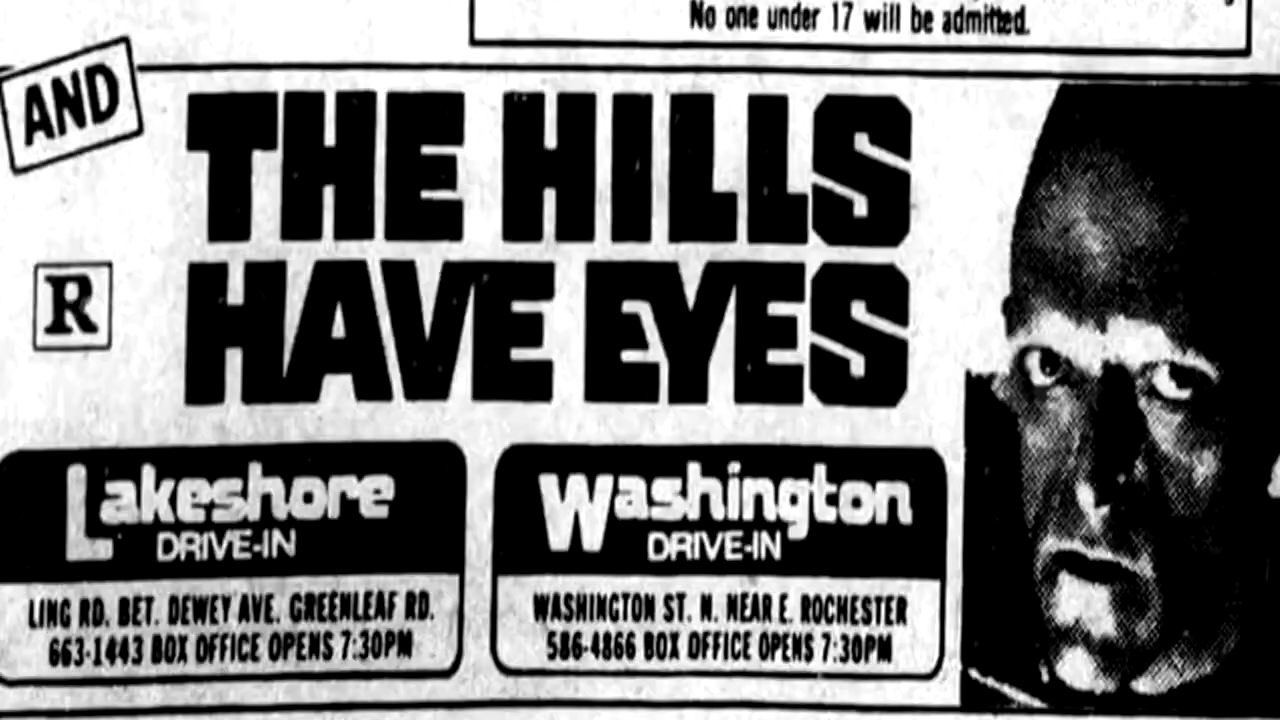 No one under 17 will be admitted.
AND
THE HILLS
HAVE EYES
R
Lakeshore
DRIVE-IN
LING RD. BET. DEWEY AVE. GREENLEAF RD.
663-1443 BOX OFFICE OPENS 7:30PM
Washington
DRIVE-IN
WASHINGTON ST. N. NEAR E. ROCHESTER
586-4866 BOX OFFICE OPENS 7:30PM